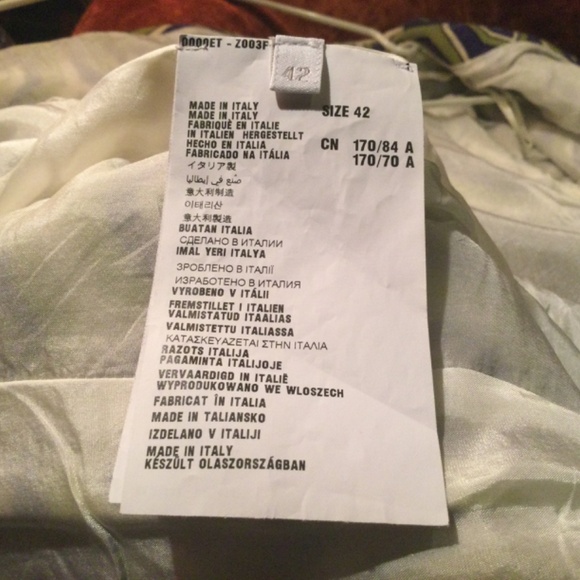 42
MADE IN ITALY
SIZE 42
MADE IN ITALY
FABRIQUÉ EN ITALIE
IN ITALIEN HERGESTELLT
HECHO EN ITALIA
CN 170/84 A
FABRICADO NA ITÁLIA
170/70 A
イタリア製
صنع في إيطاليا
意大利制造
이태리산
意大利製造
BUATAN ITALIA
СДЕЛАНО В ИТАЛИИ
IMAL YERI ITALYA
ЗРОБЛЕНО В ІТАЛІЇ
ИЗРАБОТЕНО В ИТАЛИЯ
VYROBENO V ITÁLII
FREMSTILLET I ITALIEN
VALMISTATUD ITAALIAS
VALMISTETTU ITALIASSA
ΚΑΤΑΣΚΕΥΑΖΕΤΑΙ ΣΤΗΝ ΙΤΑΛΙΑ
RAZOTS ITALIJA
PAGAMINTA ITALIJOJE
VERVAARDIGD IN ITALIË
WYPRODUKOWANO WE WLOSZECH
FABRICAT ÎN ITALIA
MADE IN TALIANSKO
IZDELANO V ITALIJI
MADE IN ITALY
KÉSZÜLT OLASZORSZÁGBAN